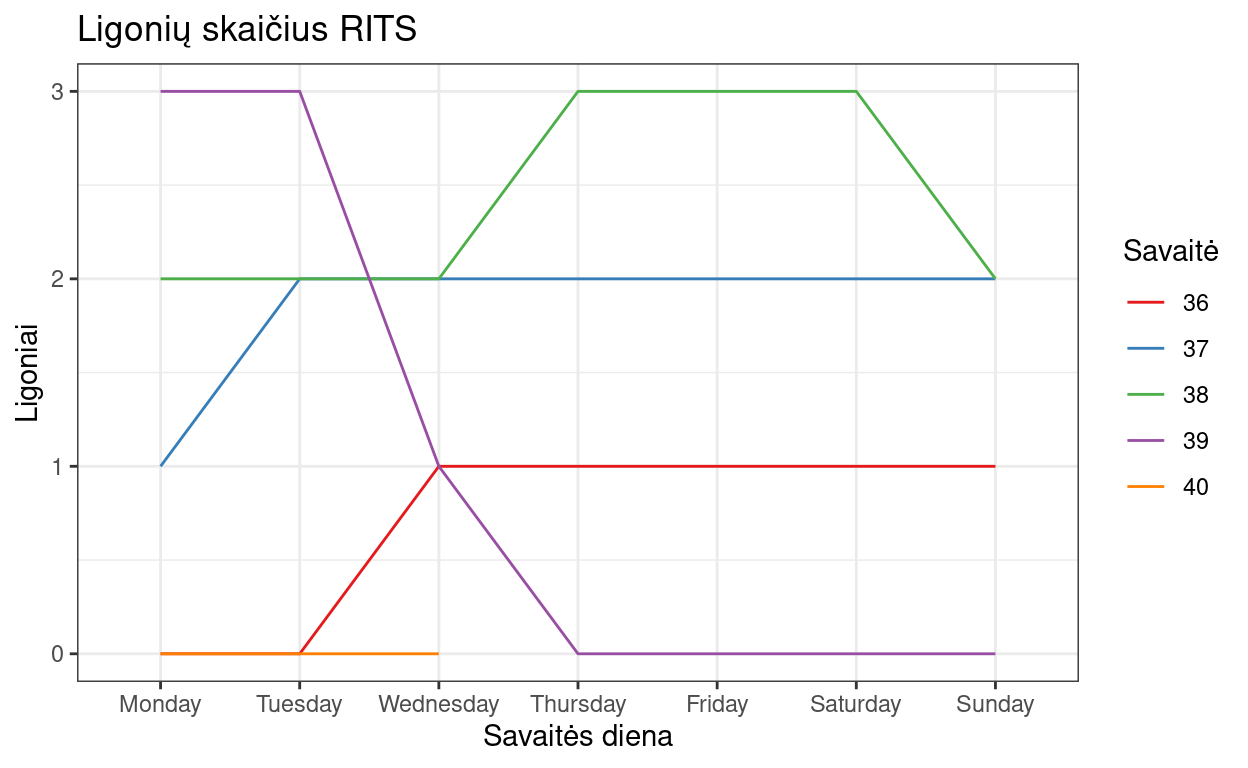 Ligonių skaičius RITS
3
2
1
0
Ligoniai
Monday Tuesday Wednesday Thursday Friday Saturday Sunday
Savaitės diena
Savaitė
36
37
38
39
40